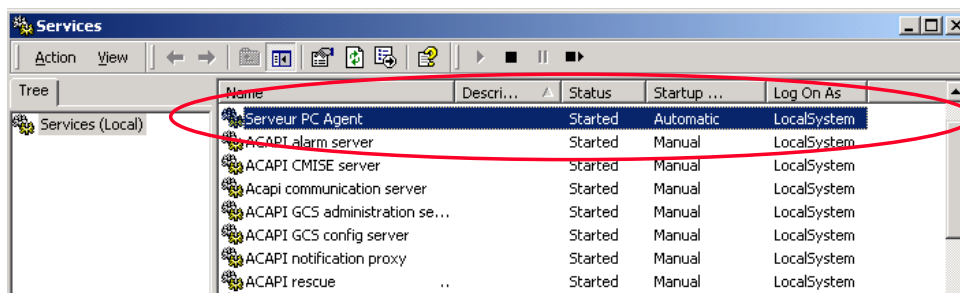 Services
Action View
Tree
Name Descri... Status Startup ... Log On As
Services (Local)
Serveur PC Agent Started Automatic LocalSystem
ACAPI alarm server Started Manual LocalSystem
ACAPI CMISE server Started Manual LocalSystem
Acapi communication server Started Manual LocalSystem
ACAPI GCS administration se... Started Manual LocalSystem
ACAPI GCS config server Started Manual LocalSystem
ACAPI notification proxy Started Manual LocalSystem
ACAPI rescue .. Started Manual LocalSystem